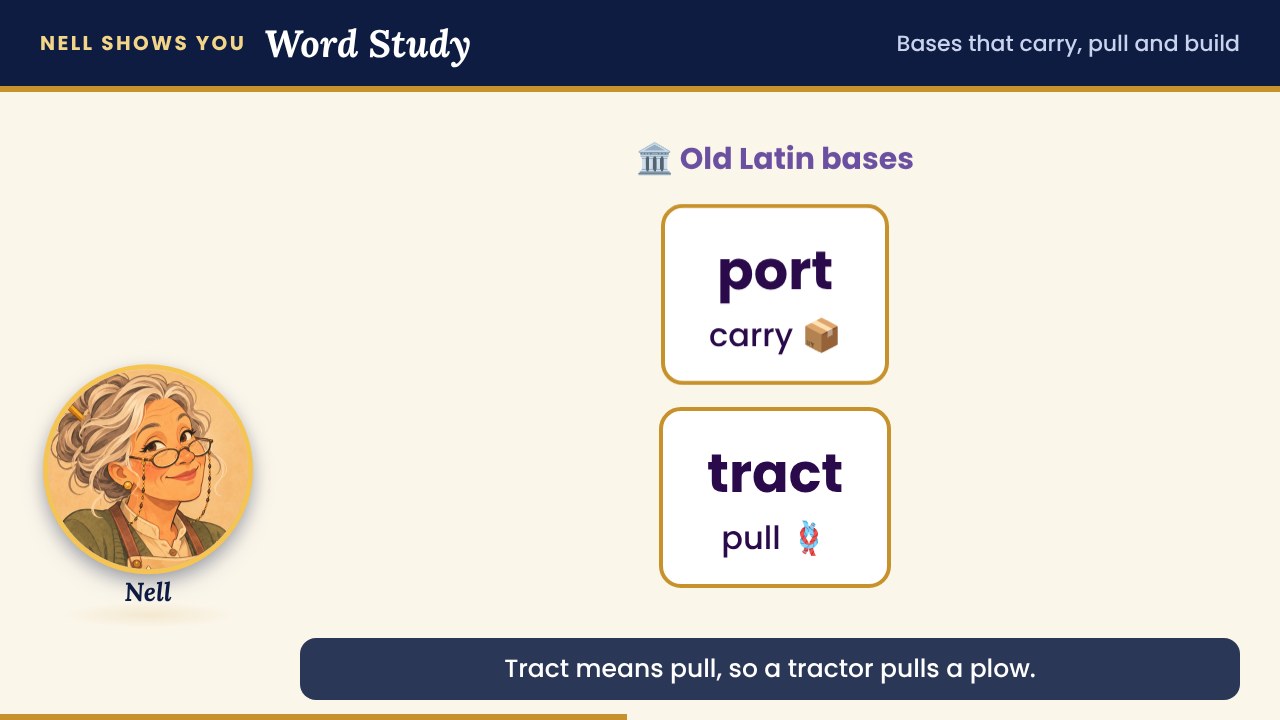 NELL SHOWS YOU Word Study
Bases that carry, pull and build
🏛️ Old Latin bases
port
carry 📦
tract
pull 🪢
Nell
Tract means pull, so a tractor pulls a plow.